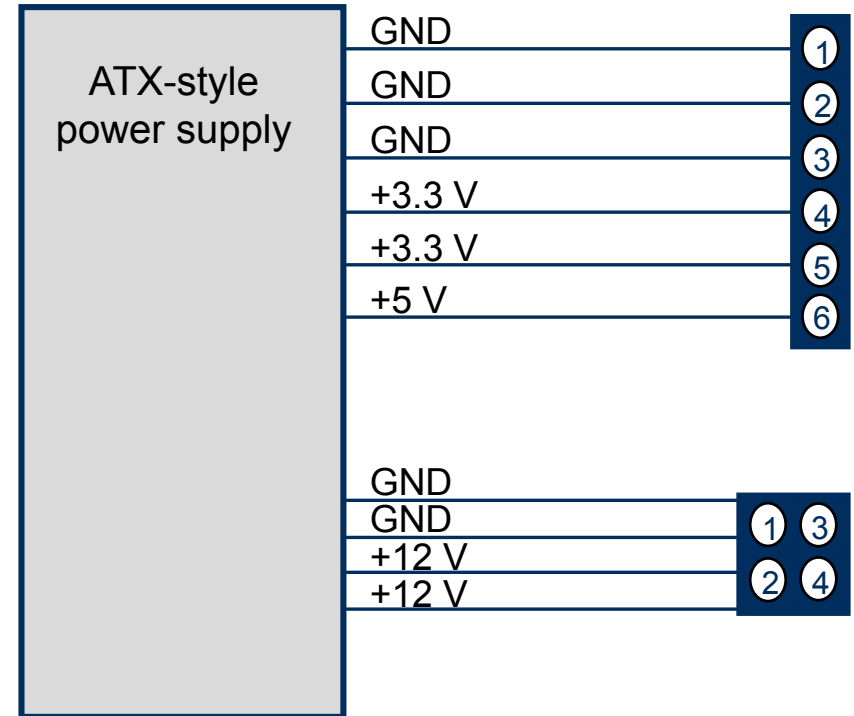 ATX-style
power supply
GND
1
GND
2
GND
3
+3.3 V
4
+3.3 V
5
+5 V
6
GND
GND
+12 V
+12 V
1 3
2 4